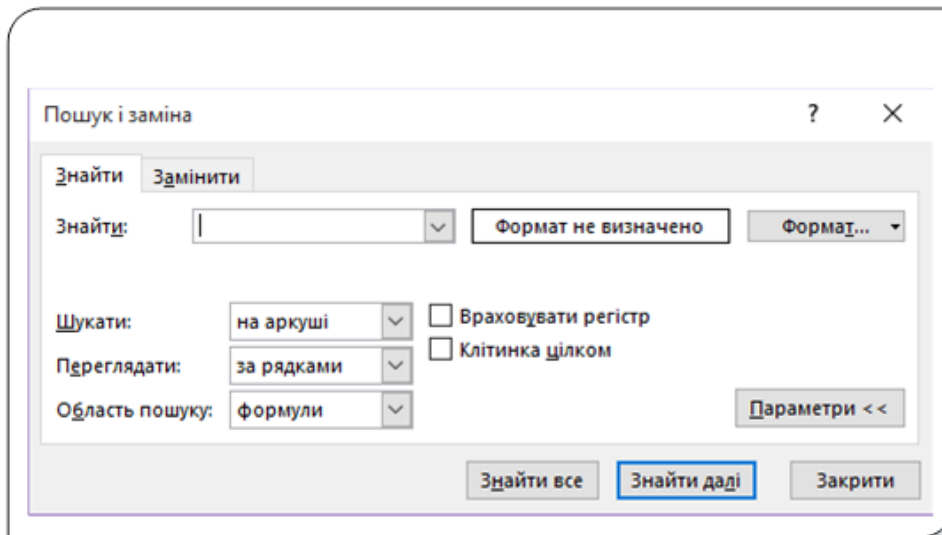 Пошук і заміна ?
Знайти Замінити
Знайти: Формат не визначено Формат...
Шукати: на аркуші Враховувати регістр
Клітинка цілком
Переглядати: за рядками
Область пошуку: формули Параметри <<
Знайти все Знайти далі Закрити